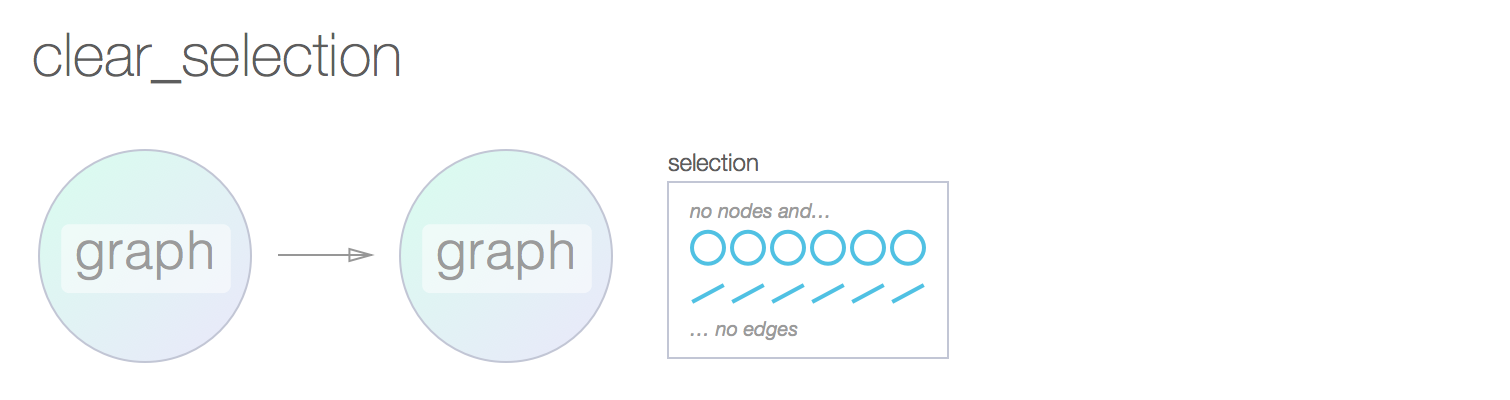 clear_selection
graph
graph
selection
no nodes and...
... no edges